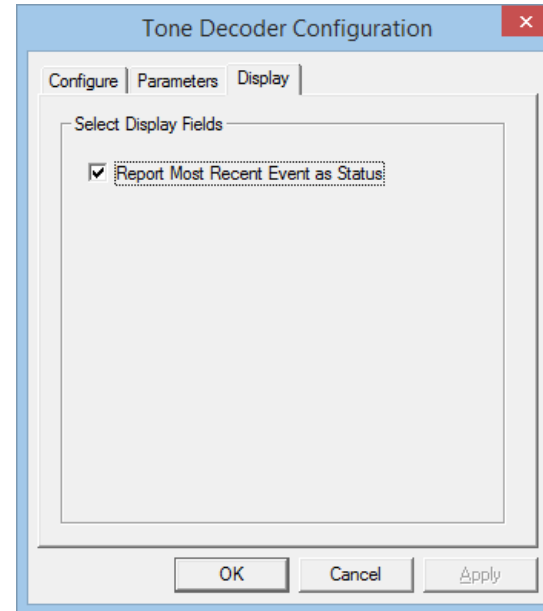 Tone Decoder Configuration
Configure Parameters Display
Select Display Fields
Report Most Recent Event as Status
OK Cancel Apply